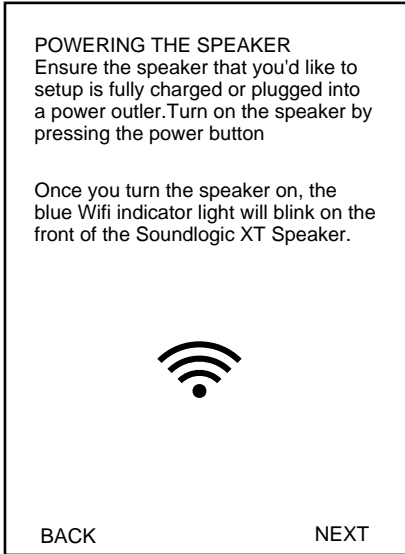 POWERING THE SPEAKER
Ensure the speaker that you'd like to
setup is fully charged or plugged into
a power outler.Turn on the speaker by
pressing the power button
Once you turn the speaker on, the
blue Wifi indicator light will blink on the
front of the Soundlogic XT Speaker.
BACK
NEXT